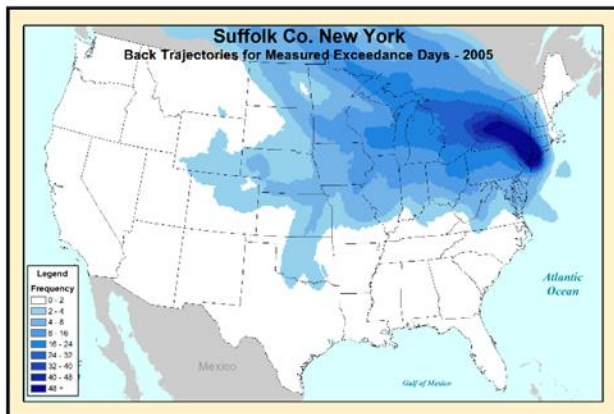 Suffolk Co. New York
Back Trajectories for Measured Exceedance Days - 2005
Legend
Frequency
0 - 2
2 - 4
4 - 8
8 - 16
16 - 24
24 - 32
32 - 40
40 - 48
48 +
Atlantic
Ocean
Mexico
Gulf of Mexico